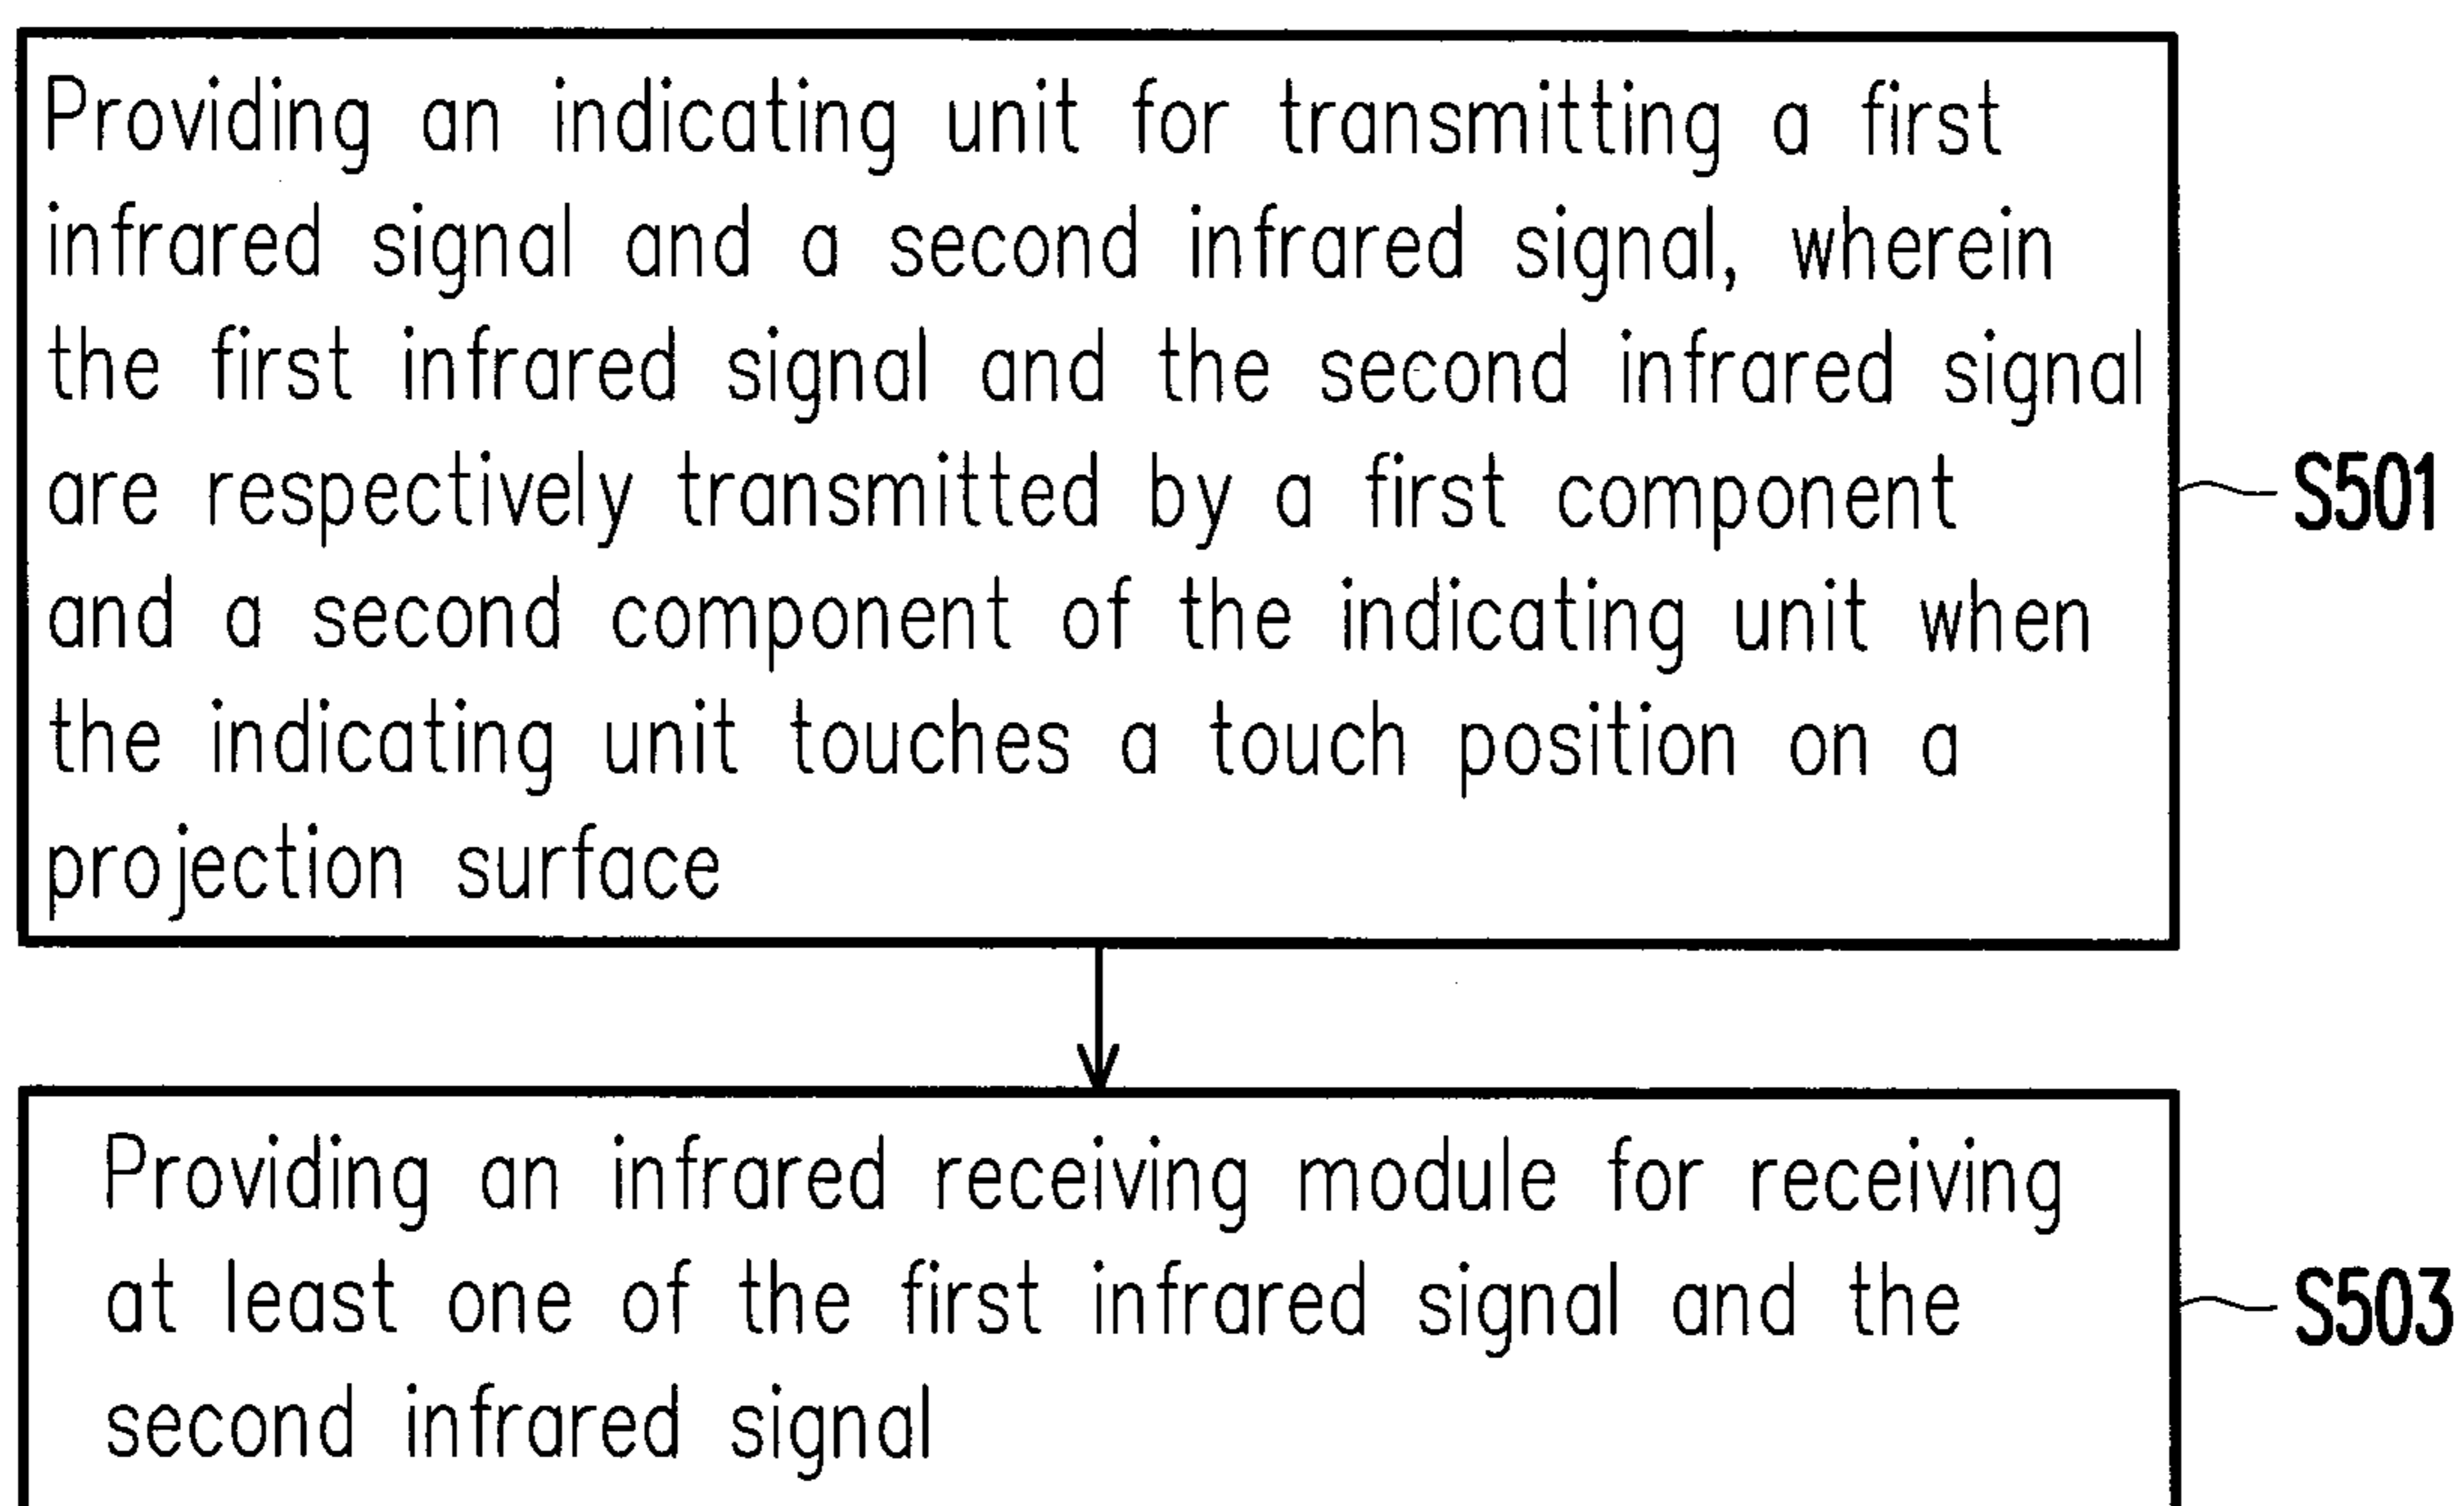 Providing an indicating unit for transmitting a first
infrared signal and a second infrared signal, wherein
the first infrared signal and the second infrared signal
are respectively transmitted by a first component
and a second component of the indicating unit when
the indicating unit touches a touch position on a
projection surface
S501
Providing an infrared receiving module for receiving
at least one of the first infrared signal and the
second infrared signal
S503